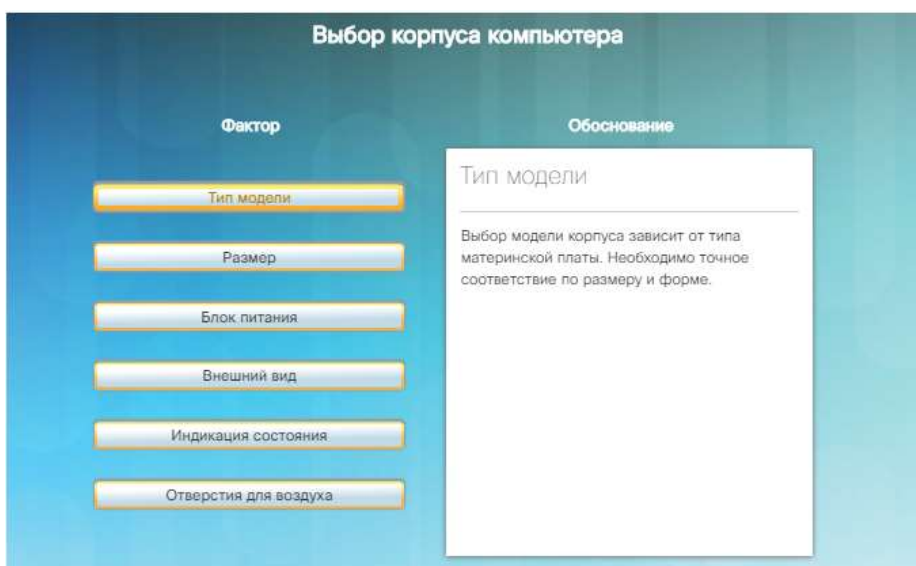 Выбор корпуса компьютера
Фактор
Обоснование
Тип модели
Размер
Блок питания
Внешний вид
Индикация состояния
Отверстия для воздуха
Тип модели
Выбор модели корпуса зависит от типа
материнской платы. Необходимо точное
соответствие по размеру и форме.